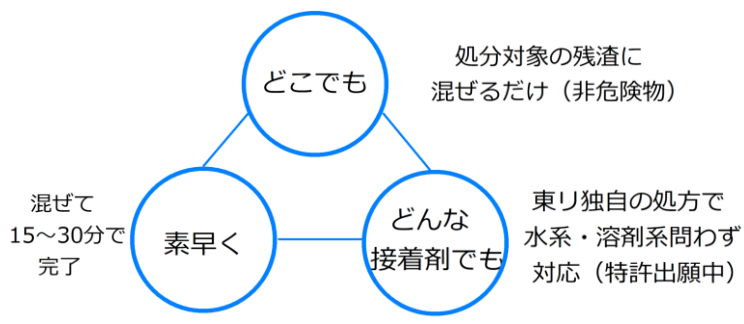 どこでも
処分対象の残渣に
混ぜるだけ（非危険物）
混ぜて
15～30分で
完了
素早く
どんな
接着剤でも
東リ独自の処方で
水系・溶剤系問わず
対応（特許出願中）